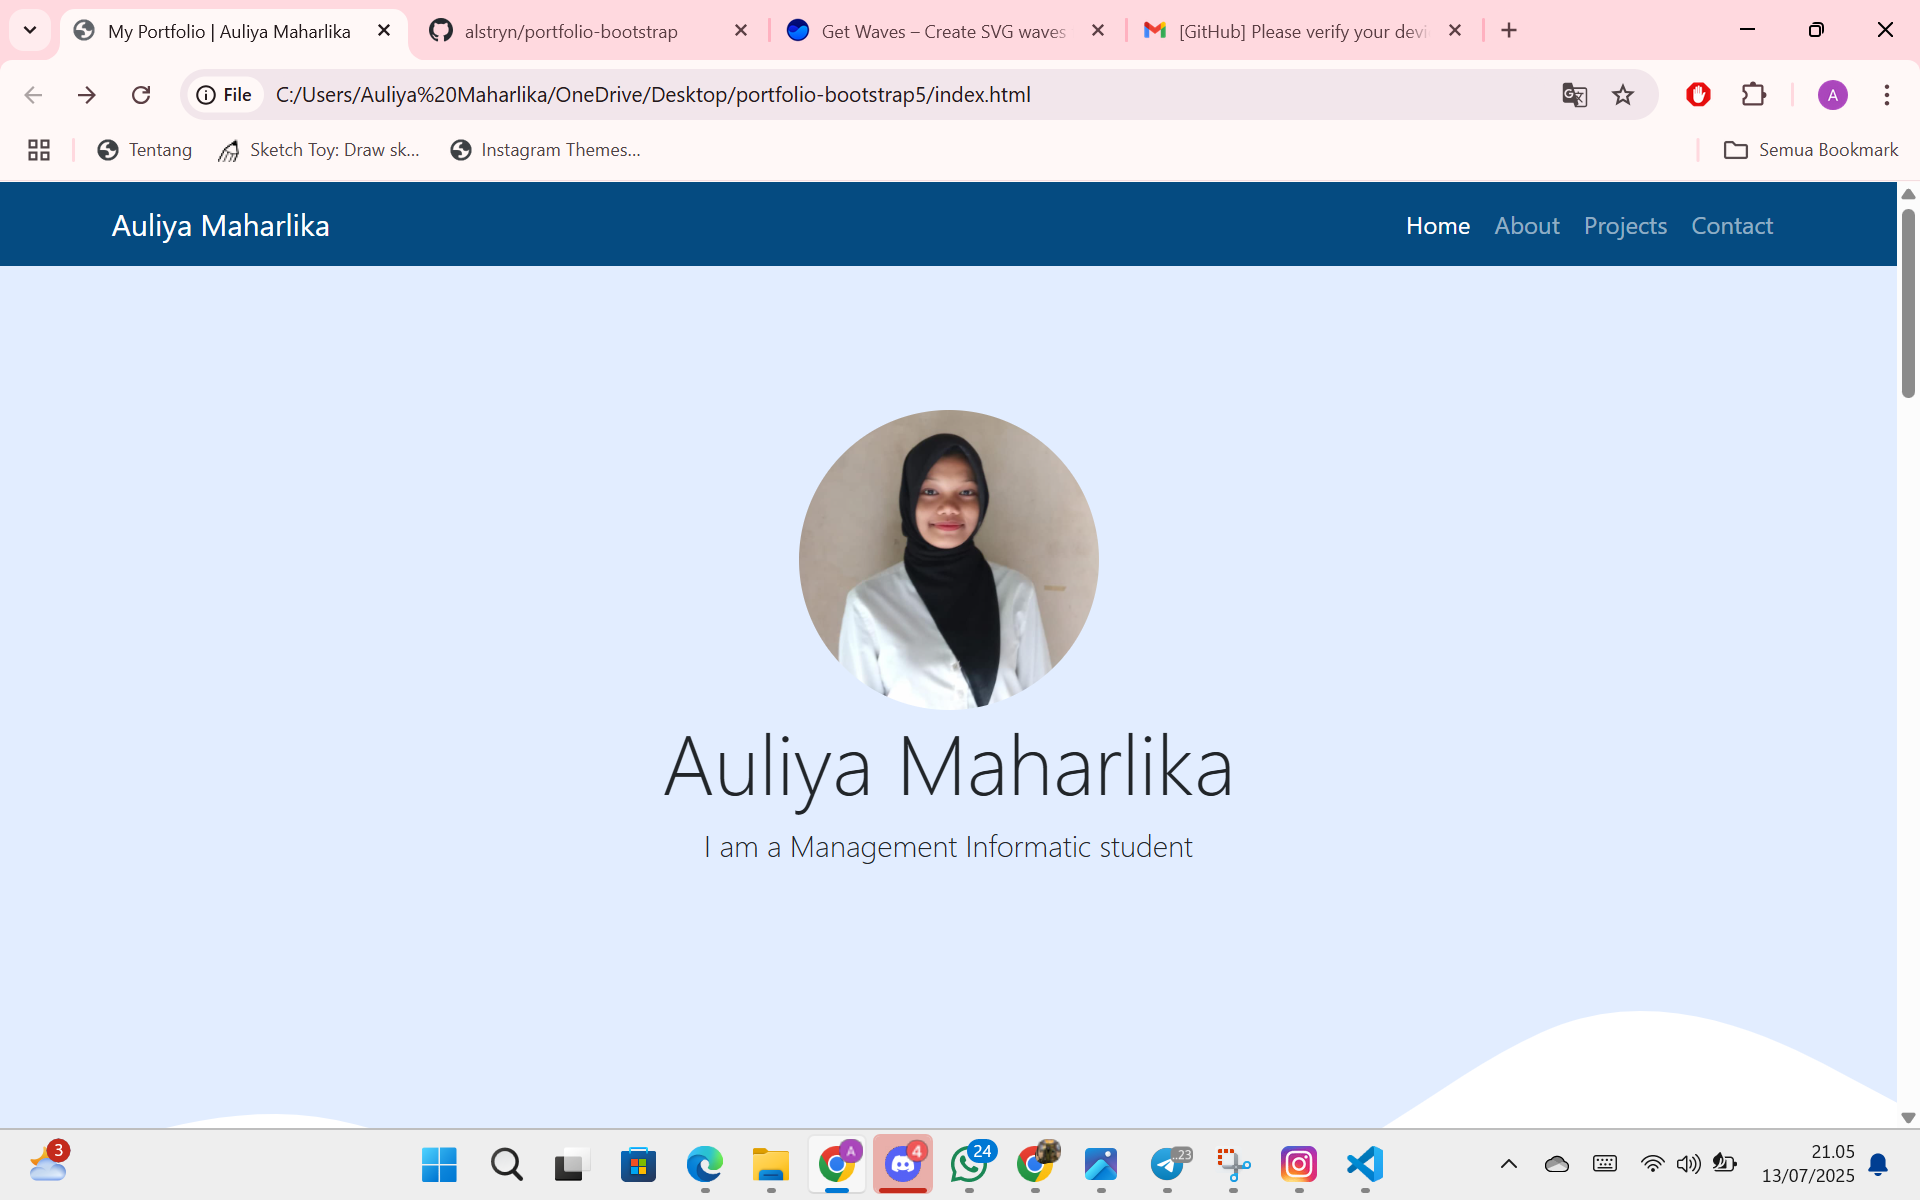 My Portfolio | Auliya Maharlika
alstryn/portfolio-bootstrap
Get Waves – Create SVG waves
[GitHub] Please verify your devi
File
C:/Users/Auliya%20Maharlika/OneDrive/Desktop/portfolio-bootstrap5/index.html
A
Tentang
Sketch Toy: Draw sk...
Instagram Themes...
Semua Bookmark
Auliya Maharlika
Home
About
Projects
Contact
Auliya Maharlika
I am a Management Informatic student
3
A
4
24
..23
21.05
13/07/2025